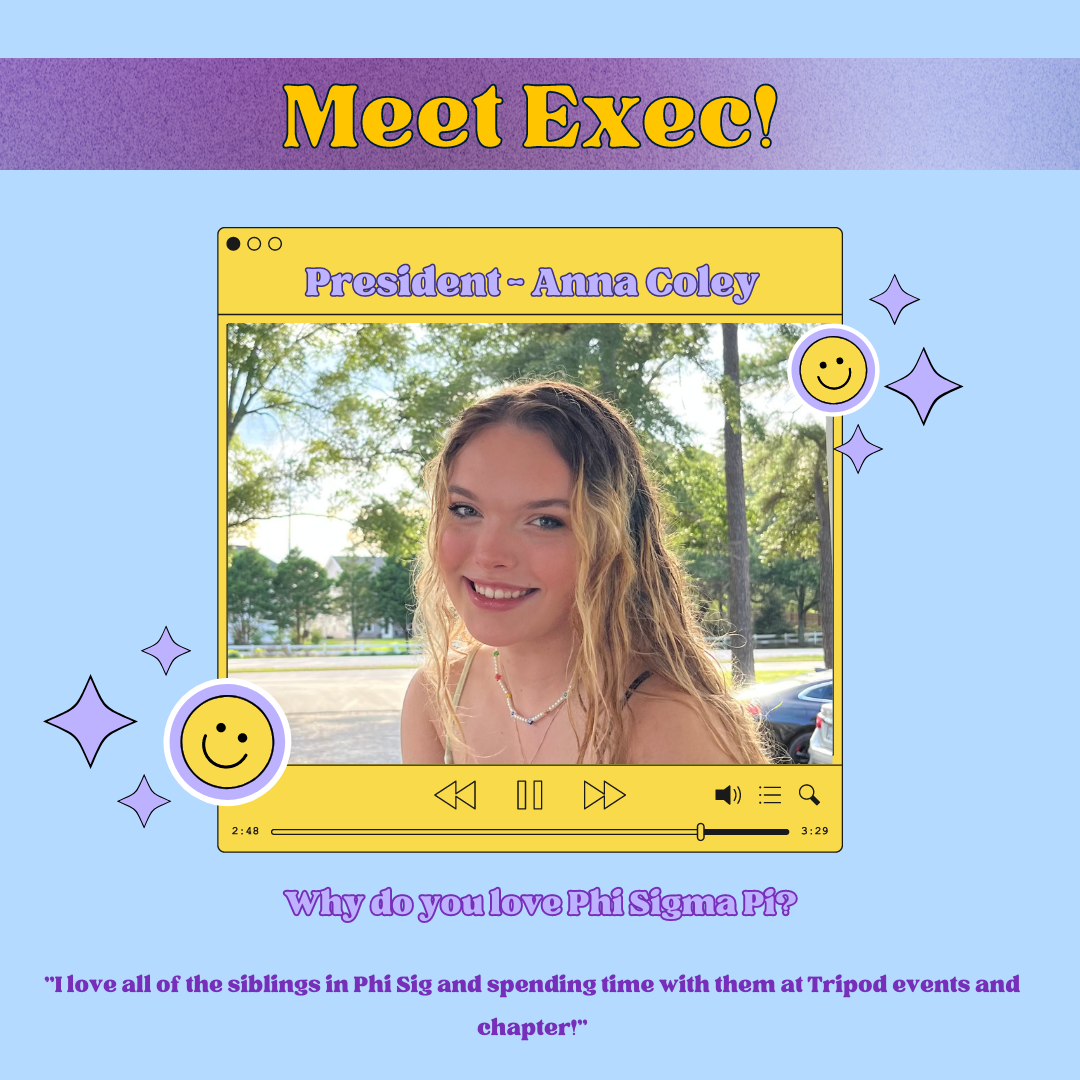 Meet Exec!
President - Anna Coley
2:48
3:29
Why do you love Phi Sigma Pi?
"I love all of the siblings in Phi Sig and spending time with them at Tripod events and
chapter!"